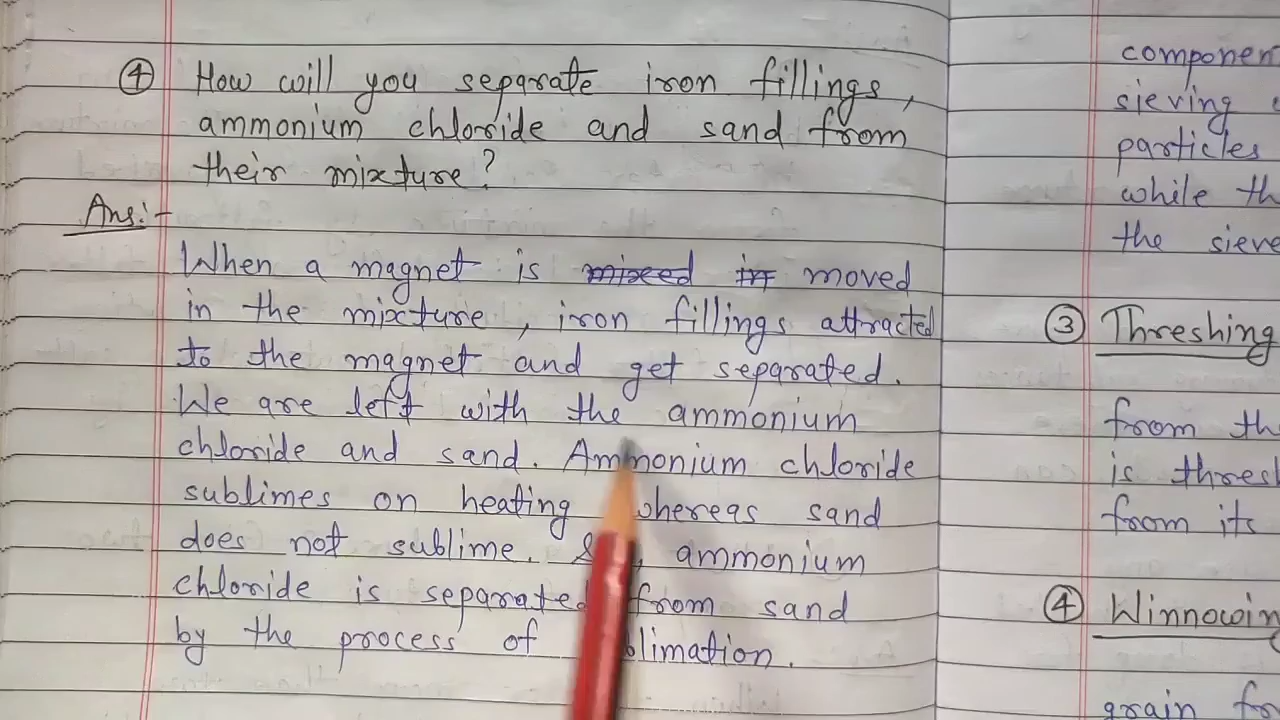 ④ How will you separate iron fillings,
ammonium chloride and sand from
their mixture?
Ans:-
When a magnet is mixed in moved
in the mixture, iron fillings attracted
to the magnet and get separated.
We are left with the ammonium
chloride and sand. Ammonium chloride
sublimes on heating whereas sand
does not sublime. ammonium
chloride is separated from sand
by the process of
componen
sieving
particles
while th
the sieve
③ Threshing
from th
is thresh
from its
④ Winnowin
grain fr